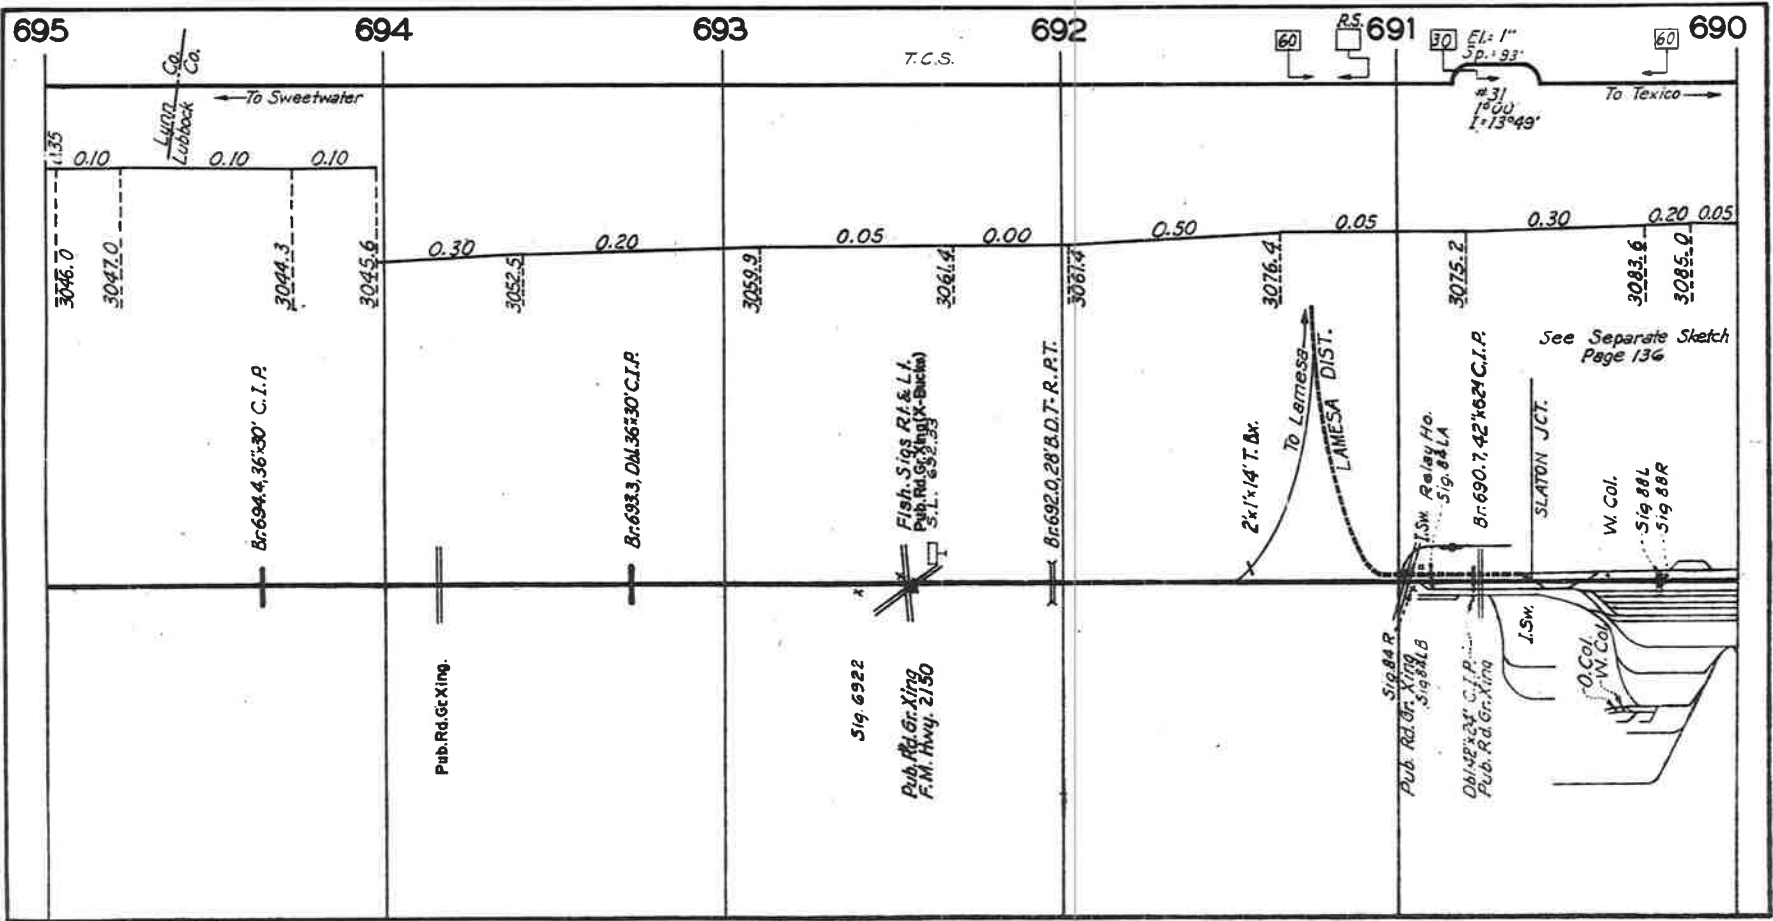 695
694
693
692
691
690
Lynn Co.
Lubbock Co.
←To Sweetwater
T.C.S.
60
R.S.
30
El.= 1"
Sp.= 93'
60
#31
1°00'
I=13°49'
To Texico→
0.10
0.10
0.10
0.30
0.20
0.05
0.00
0.50
0.05
0.30
0.20
0.05
3046.0
3047.0
3044.3
3045.6
3052.5
3059.9
3061.4
3061.4
3076.4
3075.2
3083.6
3085.0
See Separate Sketch
Page 136
Br.694.4, 36"x30' C.I.P.
Br.693.3, Dbl.36"x30' C.I.P.
Flsh. Sigs Rt. & Lt.
Pub.Rd.Gr.Xing (X-Bucks)
S.L. 692.33
Br.692.0, 28' B.D.T-R.P.T.
2'x1'x14' T. Bx.
To Lamesa
LAMESA DIST.
I.Sw. Relay Ho.
Sig. 84 LA
Br. 690.7, 42"x62' C.I.P.
SLATON JCT.
W. Col.
Sig 88 L
Sig 88 R
Pub.Rd.Gr.Xing.
Sig. 6922
Pub.Rd.Gr.Xing
F.M. Hwy. 2150
Sig. 84 R
Pub. Rd. Gr. Xing
Sig 84 LB
Dbl.42"x24' C.I.P.
Pub. Rd. Gr. Xing
I.Sw.
O. Col.
W. Col.